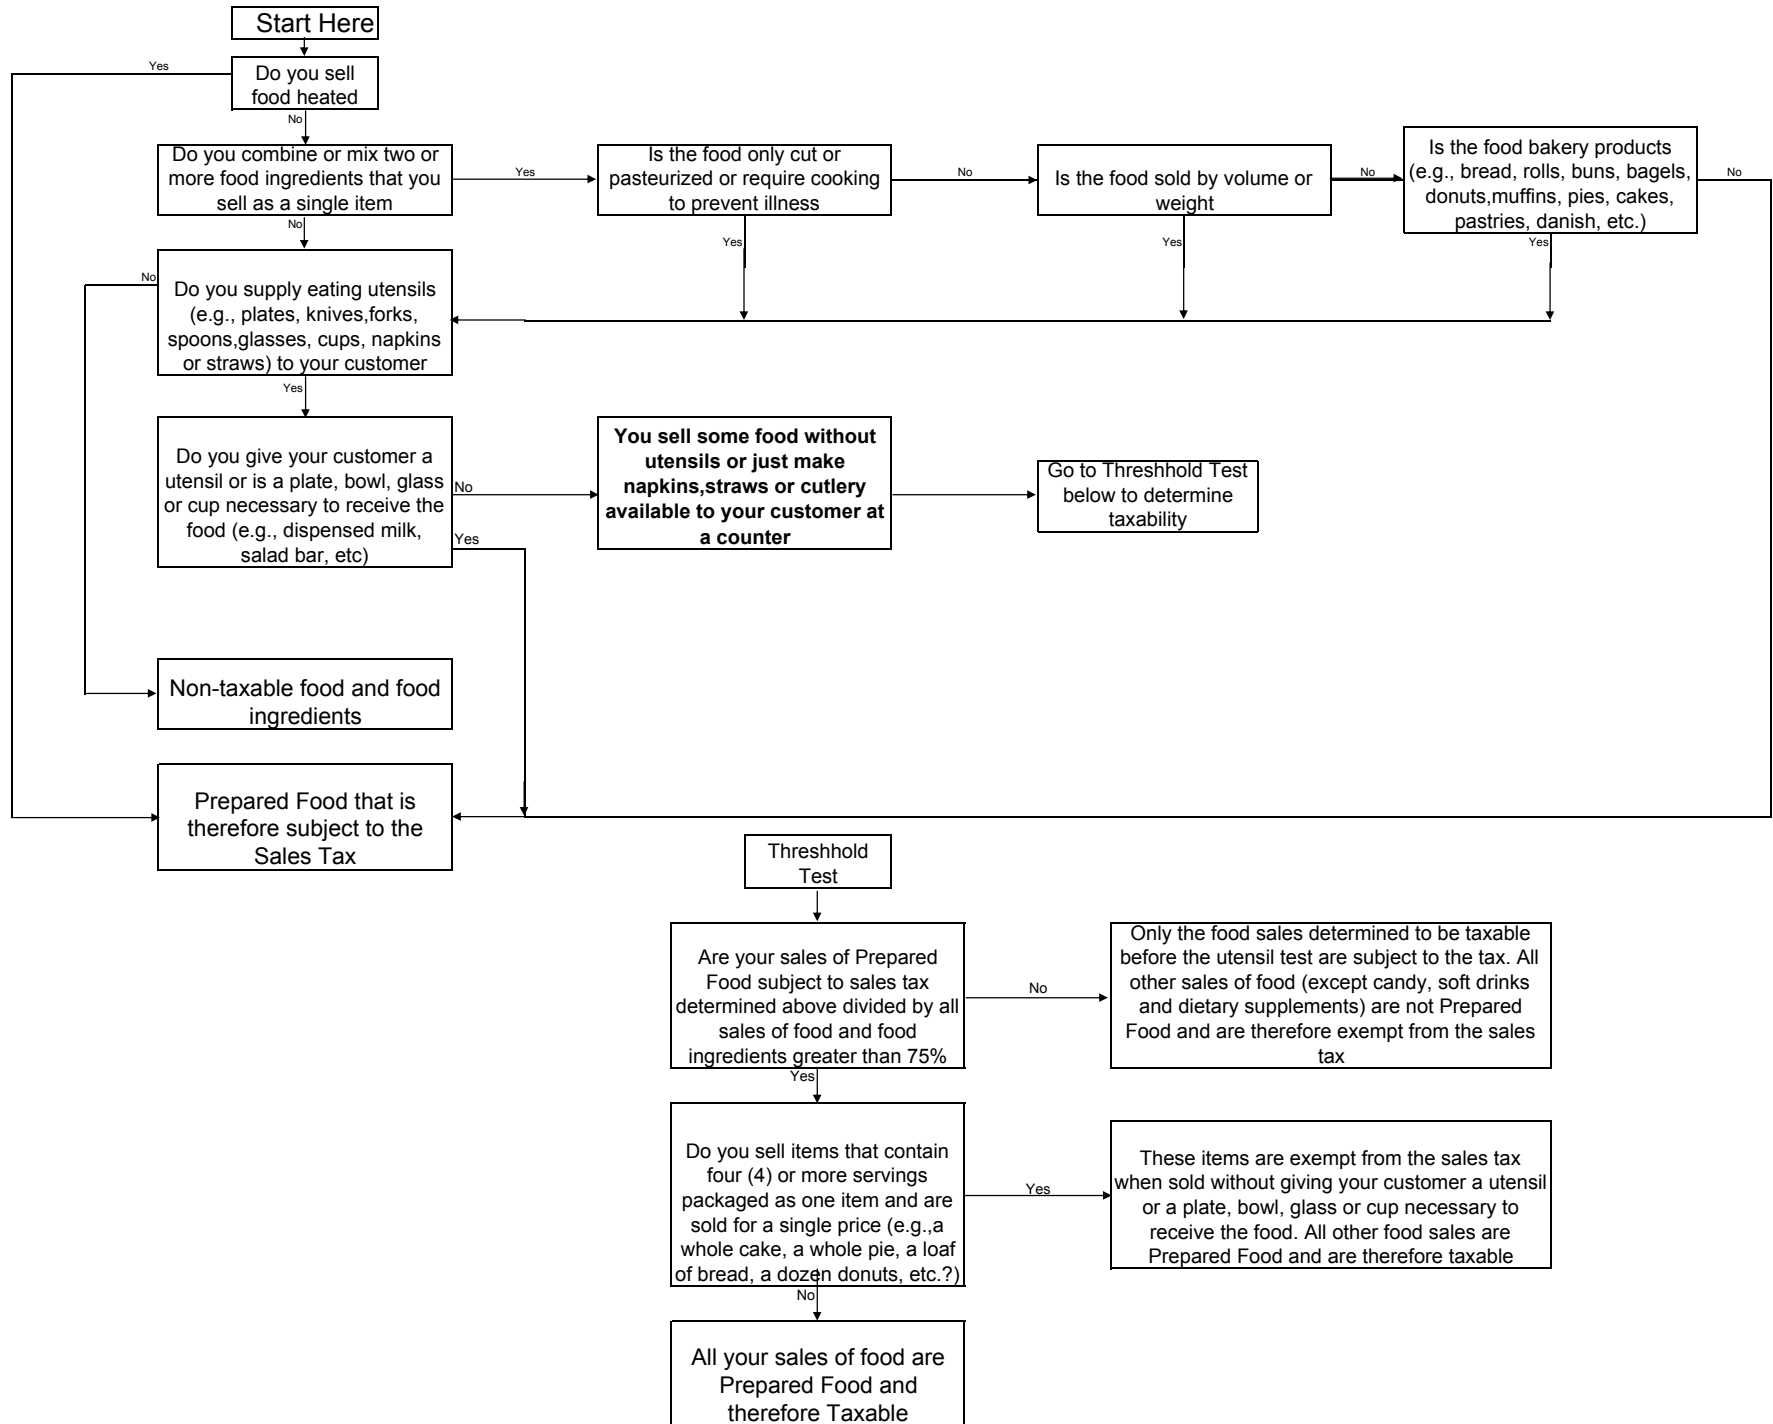 Start Here
Yes
Do you sell
food heated
No
Do you combine or mix two or
more food ingredients that you
sell as a single item
Yes
Is the food only cut or
pasteurized or require cooking
to prevent illness
No
Is the food sold by volume or
weight
No
Is the food bakery products
(e.g., bread, rolls, buns, bagels,
donuts,muffins, pies, cakes,
pastries, danish, etc.)
No
No
Yes
Yes
Yes
No
Do you supply eating utensils
(e.g., plates, knives,forks,
spoons,glasses, cups, napkins
or straws) to your customer
Yes
Do you give your customer a
utensil or is a plate, bowl, glass
or cup necessary to receive the
food (e.g., dispensed milk,
salad bar, etc)
No
Yes
You sell some food without
utensils or just make
napkins,straws or cutlery
available to your customer at
a counter
Go to Threshhold Test
below to determine
taxability
Non-taxable food and food
ingredients
Prepared Food that is
therefore subject to the
Sales Tax
Threshhold
Test
Are your sales of Prepared
Food subject to sales tax
determined above divided by all
sales of food and food
ingredients greater than 75%
No
Only the food sales determined to be taxable
before the utensil test are subject to the tax. All
other sales of food (except candy, soft drinks
and dietary supplements) are not Prepared
Food and are therefore exempt from the sales
tax
Yes
Do you sell items that contain
four (4) or more servings
packaged as one item and are
sold for a single price (e.g.,a
whole cake, a whole pie, a loaf
of bread, a dozen donuts, etc.?)
Yes
These items are exempt from the sales tax
when sold without giving your customer a utensil
or a plate, bowl, glass or cup necessary to
receive the food. All other food sales are
Prepared Food and are therefore taxable
No
All your sales of food are
Prepared Food and
therefore Taxable